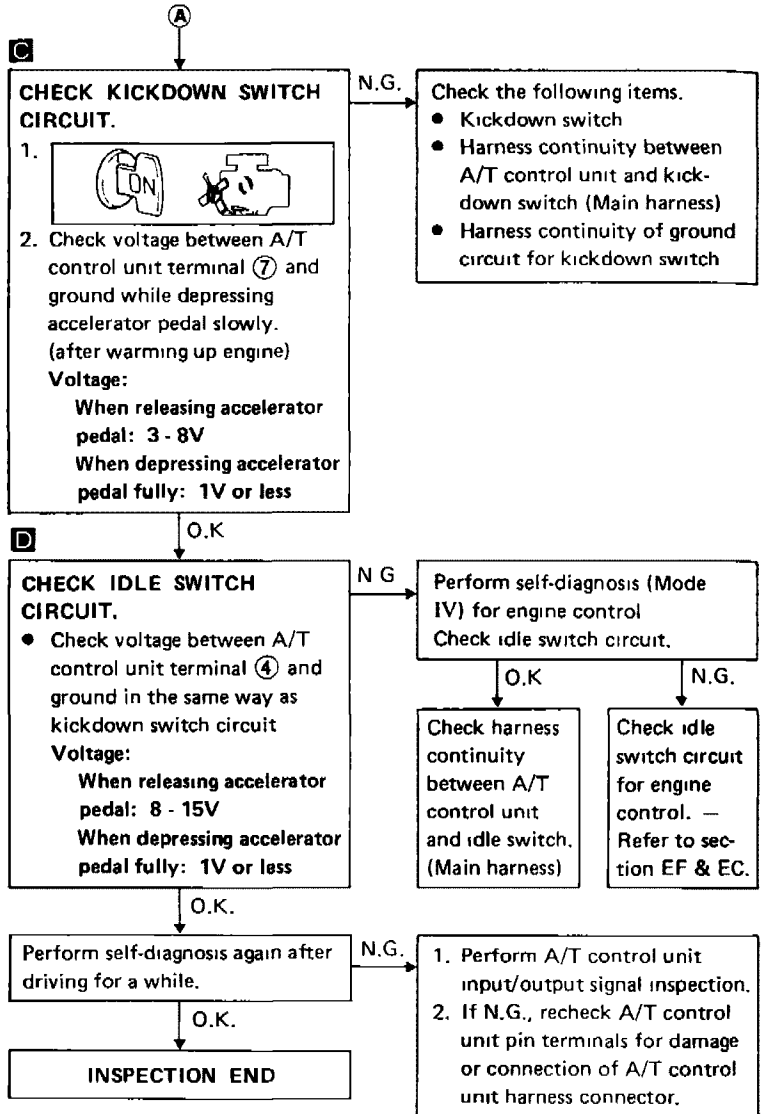 A
C
CHECK KICKDOWN SWITCH
CIRCUIT.
1.
ON
2. Check voltage between A/T
control unit terminal ⑦ and
ground while depressing
accelerator pedal slowly.
(after warming up engine)
Voltage:
When releasing accelerator
pedal: 3 - 8V
When depressing accelerator
pedal fully: 1V or less
N.G.
Check the following items.
● Kickdown switch
● Harness continuity between
A/T control unit and kick-
down switch (Main harness)
● Harness continuity of ground
circuit for kickdown switch
O.K
D
CHECK IDLE SWITCH
CIRCUIT.
● Check voltage between A/T
control unit terminal ④ and
ground in the same way as
kickdown switch circuit
Voltage:
When releasing accelerator
pedal: 8 - 15V
When depressing accelerator
pedal fully: 1V or less
N G
Perform self-diagnosis (Mode
IV) for engine control
Check idle switch circuit.
O.K
N.G.
Check harness
continuity
between A/T
control unit
and idle switch.
(Main harness)
Check idle
switch circuit
for engine
control. —
Refer to sec-
tion EF & EC.
O.K.
Perform self-diagnosis again after
driving for a while.
N.G.
1. Perform A/T control unit
input/output signal inspection.
2. If N.G., recheck A/T control
unit pin terminals for damage
or connection of A/T control
unit harness connector.
O.K.
INSPECTION END